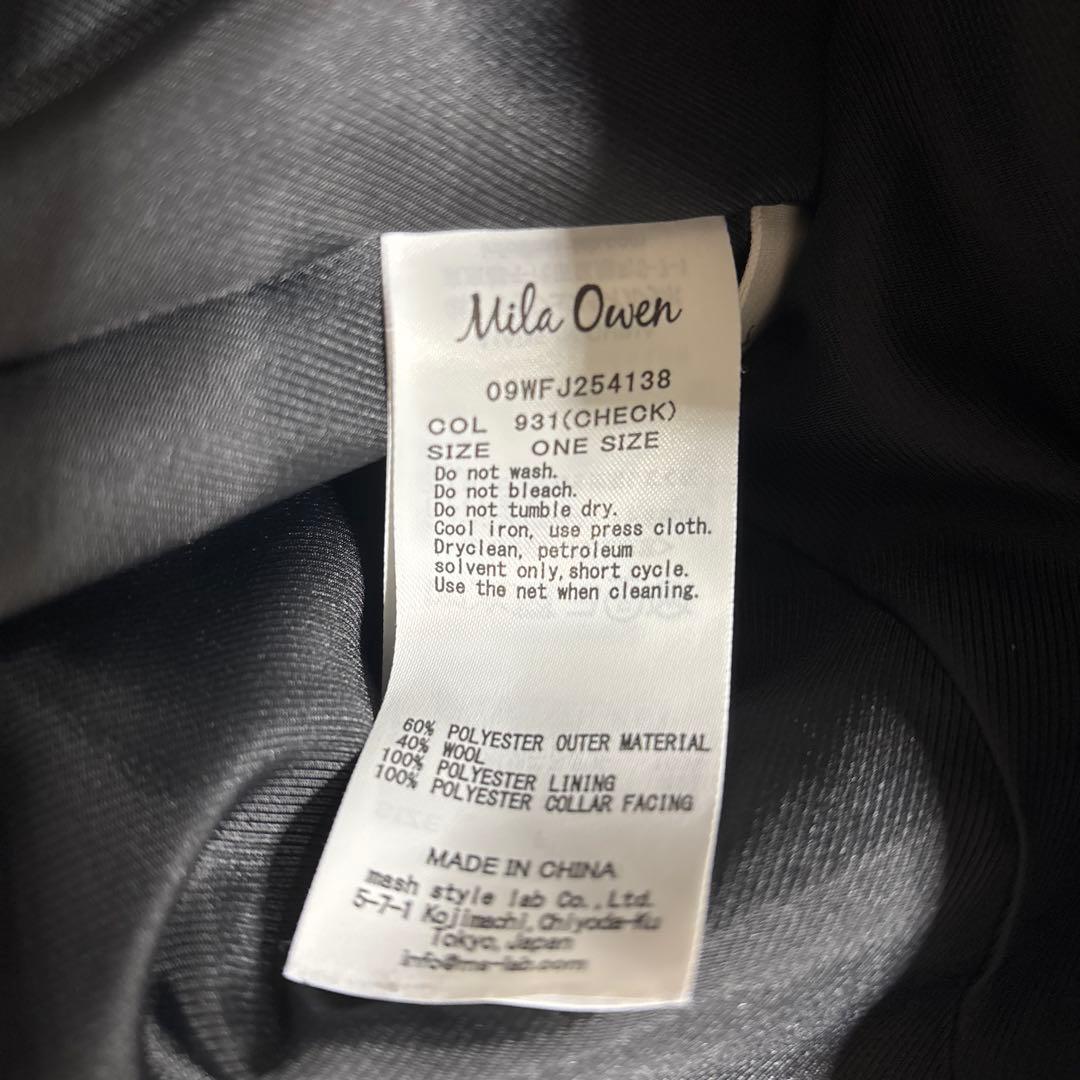 Mila Owen
09WFJ254138
COL 931(CHECK)
SIZE ONE SIZE
Do not wash.
Do not bleach.
Do not tumble dry.
Cool iron, use press cloth.
Dryclean, petroleum
solvent only,short cycle.
Use the net when cleaning.
60% POLYESTER OUTER MATERIAL
40% WOOL
100% POLYESTER LINING
100% POLYESTER COLLAR FACING
MADE IN CHINA
mash style lab Co.,Ltd.
5-7-1 Kojimachi,Chiyoda-Ku
Tokyo,Japan
info@ms-lab.com